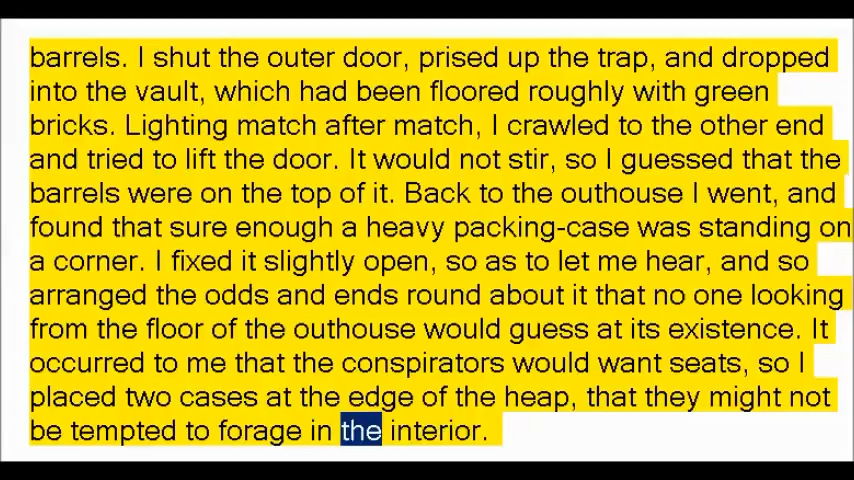 barrels. I shut the outer door, prised up the trap, and dropped
into the vault, which had been floored roughly with green
bricks. Lighting match after match, I crawled to the other end
and tried to lift the door. It would not stir, so I guessed that the
barrels were on the top of it. Back to the outhouse I went, and
found that sure enough a heavy packing-case was standing on
a corner. I fixed it slightly open, so as to let me hear, and so
arranged the odds and ends round about it that no one looking
from the floor of the outhouse would guess at its existence. It
occurred to me that the conspirators would want seats, so I
placed two cases at the edge of the heap, that they might not
be tempted to forage in the interior.